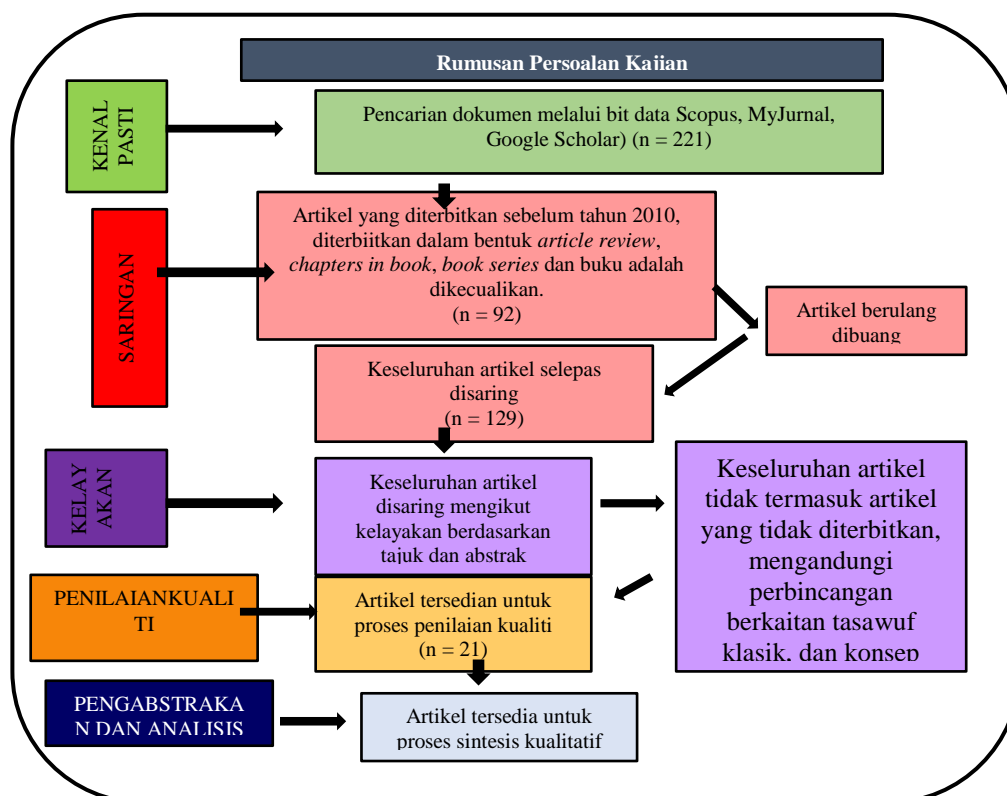 Rumusan Persoalan Kajian
KENAL
PASTI
Pencarian dokumen melalui bit data Scopus, MyJurnal,
Google Scholar) (n = 221)
SARINGAN
Artikel yang diterbitkan sebelum tahun 2010,
diterbiitkan dalam bentuk article review,
chapters in book, book series dan buku adalah
dikecualikan.
(n = 92)
Artikel berulang
dibuang
Keseluruhan artikel selepas
disaring
(n = 129)
KELAY
AKAN
Keseluruhan artikel
disaring mengikut
kelayakan berdasarkan
tajuk dan abstrak
Keseluruhan artikel
tidak termasuk artikel
yang tidak diterbitkan,
mengandungi
perbincangan
berkaitan tasawuf
klasik, dan konsep
PENILAIANKUALI
TI
Artikel tersedian untuk
proses penilaian kualiti
(n = 21)
PENGABSTRAKA
N DAN ANALISIS
Artikel tersedia untuk
proses sintesis kualitatif